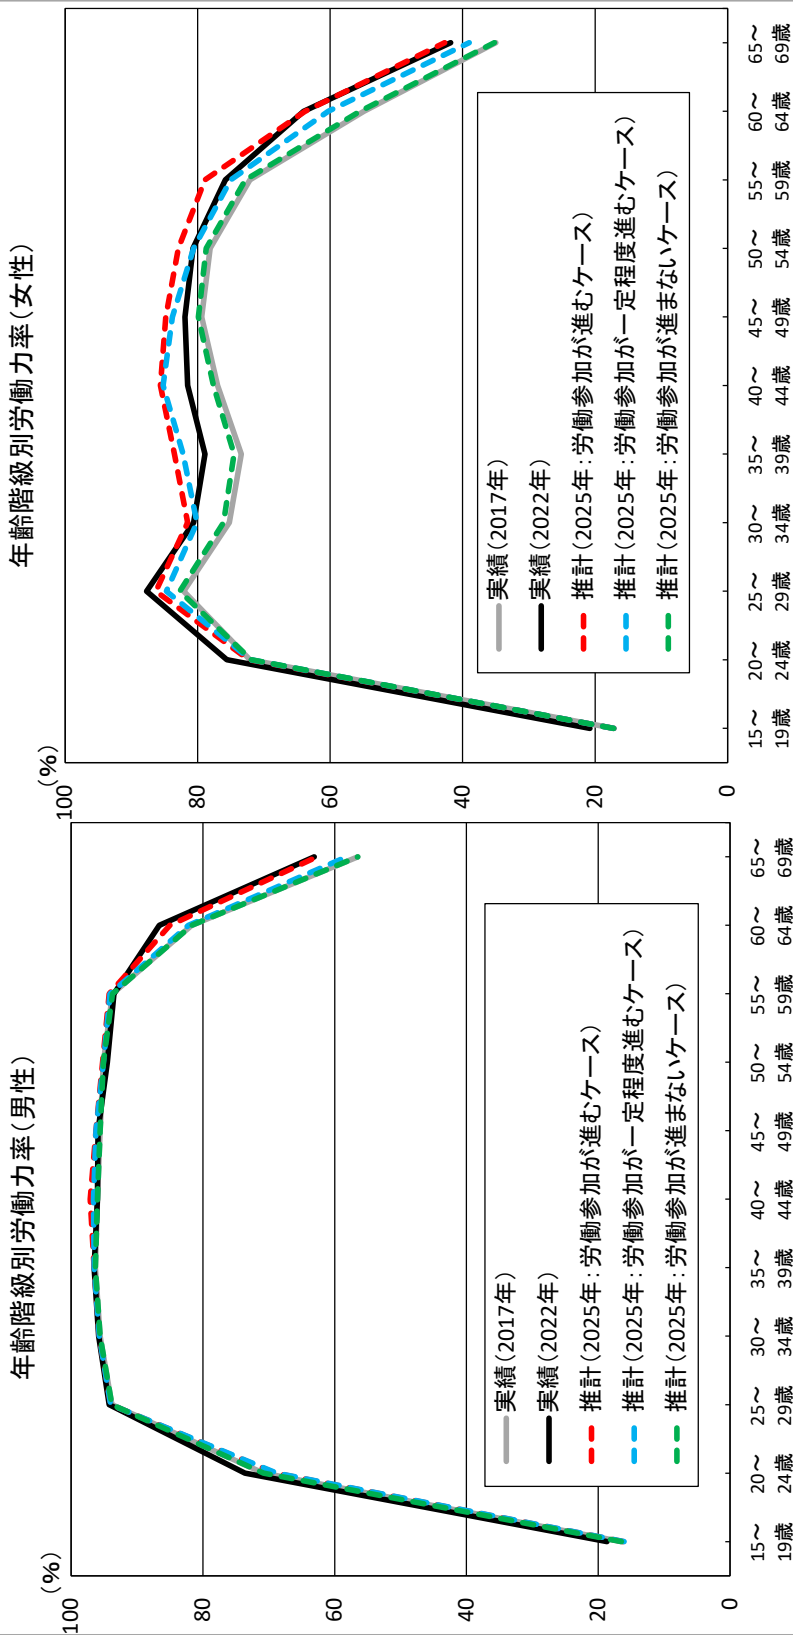 年齢階級別労働力率(男性)
(%)
100
80
60
40
20
0
実績(2017年)
実績(2022年)
推計(2025年:労働参加が進むケース)
推計(2025年:労働参加が一定程度進むケース)
推計(2025年:労働参加が進まないケース)
15~ 20~ 25~ 30~ 35~ 40~ 45~ 50~ 55~ 60~ 65~
19歳 24歳 29歳 34歳 39歳 44歳 49歳 54歳 59歳 64歳 69歳
年齢階級別労働力率(女性)
(%)
100
80
60
40
20
0
実績(2017年)
実績(2022年)
推計(2025年:労働参加が進むケース)
推計(2025年:労働参加が一定程度進むケース)
推計(2025年:労働参加が進まないケース)
15~ 20~ 25~ 30~ 35~ 40~ 45~ 50~ 55~ 60~ 65~
19歳 24歳 29歳 34歳 39歳 44歳 49歳 54歳 59歳 64歳 69歳